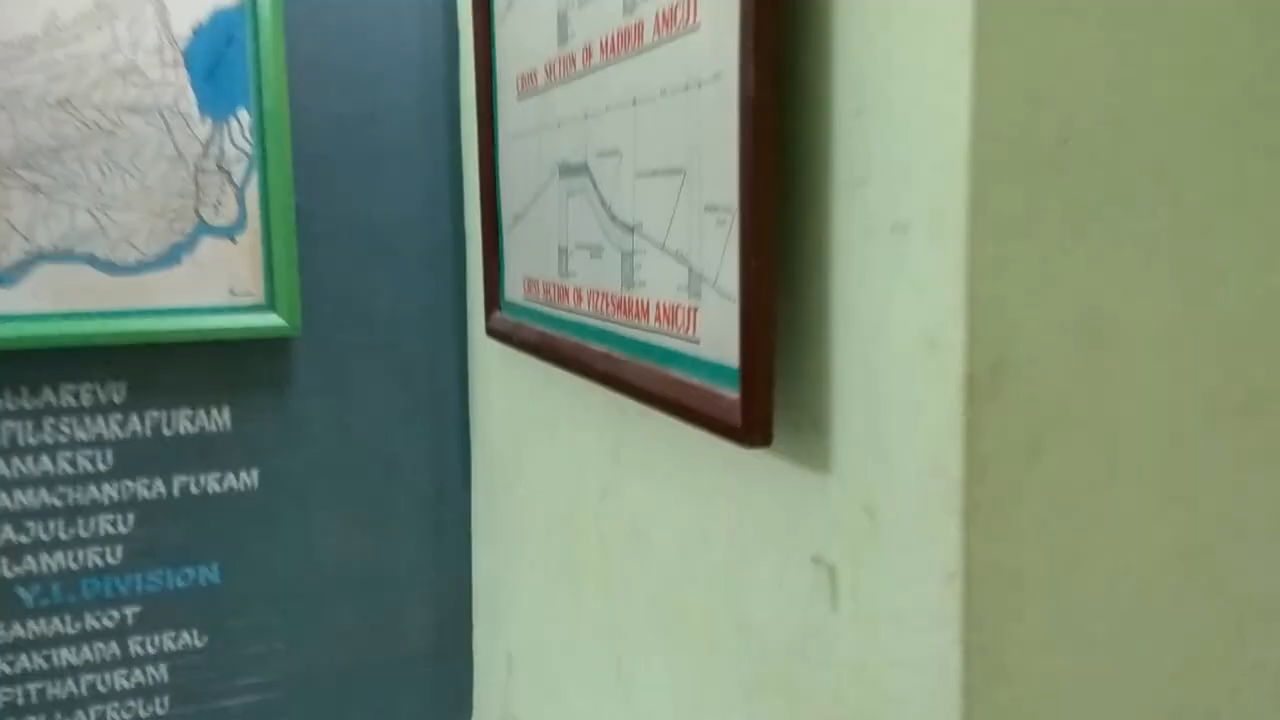 LLAREVU
PILESWARAPURAM
AMARRU
AMACHANDRA PURAM
AJULURU
LAMURU
Y.I. DIVISION
SAMALKOT
KAKINADA RURAL
PITHAPURAM
CROSS SECTION OF MADDUR ANICUT
CROSS SECTION OF VIZZESWARAM ANICUT